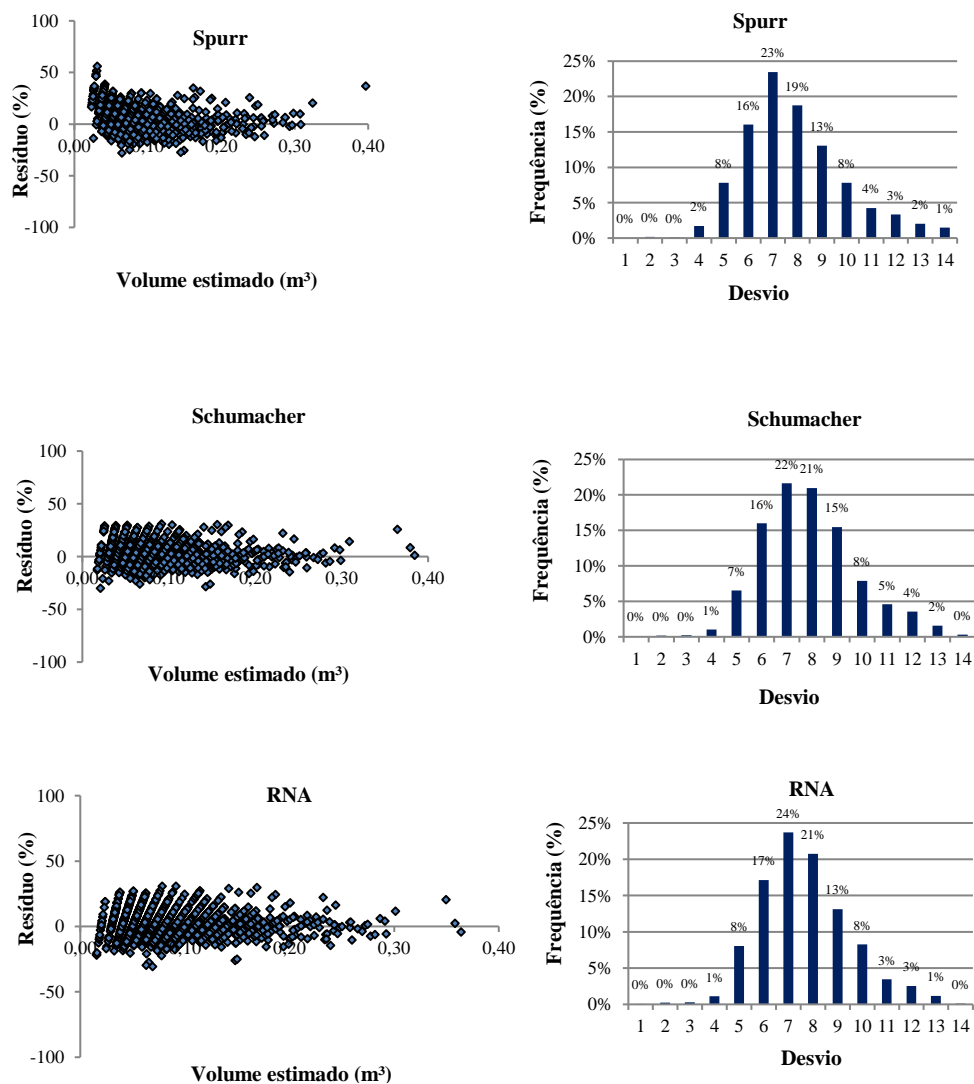 Spurr
100
50
0
-50
-100
0,00 0,10 0,20 0,30 0,40
Resíduo (%)
Volume estimado (m³)
Spurr
25%
20%
15%
10%
5%
0%
Frequência (%)
0% 0% 0% 2% 8% 16% 23% 19% 13% 8% 4% 3% 2% 1%
1 2 3 4 5 6 7 8 9 10 11 12 13 14
Desvio
Schumacher
100
50
0
-50
-100
0,00 0,10 0,20 0,30 0,40
Resíduo (%)
Volume estimado (m³)
Schumacher
25%
20%
15%
10%
5%
0%
Frequência (%)
0% 0% 0% 1% 7% 16% 22% 21% 15% 8% 5% 4% 2% 0%
1 2 3 4 5 6 7 8 9 10 11 12 13 14
Desvio
RNA
100
50
0
-50
-100
0,00 0,10 0,20 0,30 0,40
Resíduo (%)
Volume estimado (m³)
RNA
25%
20%
15%
10%
5%
0%
Frequência (%)
0% 0% 0% 1% 8% 17% 24% 21% 13% 8% 3% 3% 1% 0%
1 2 3 4 5 6 7 8 9 10 11 12 13 14
Desvio